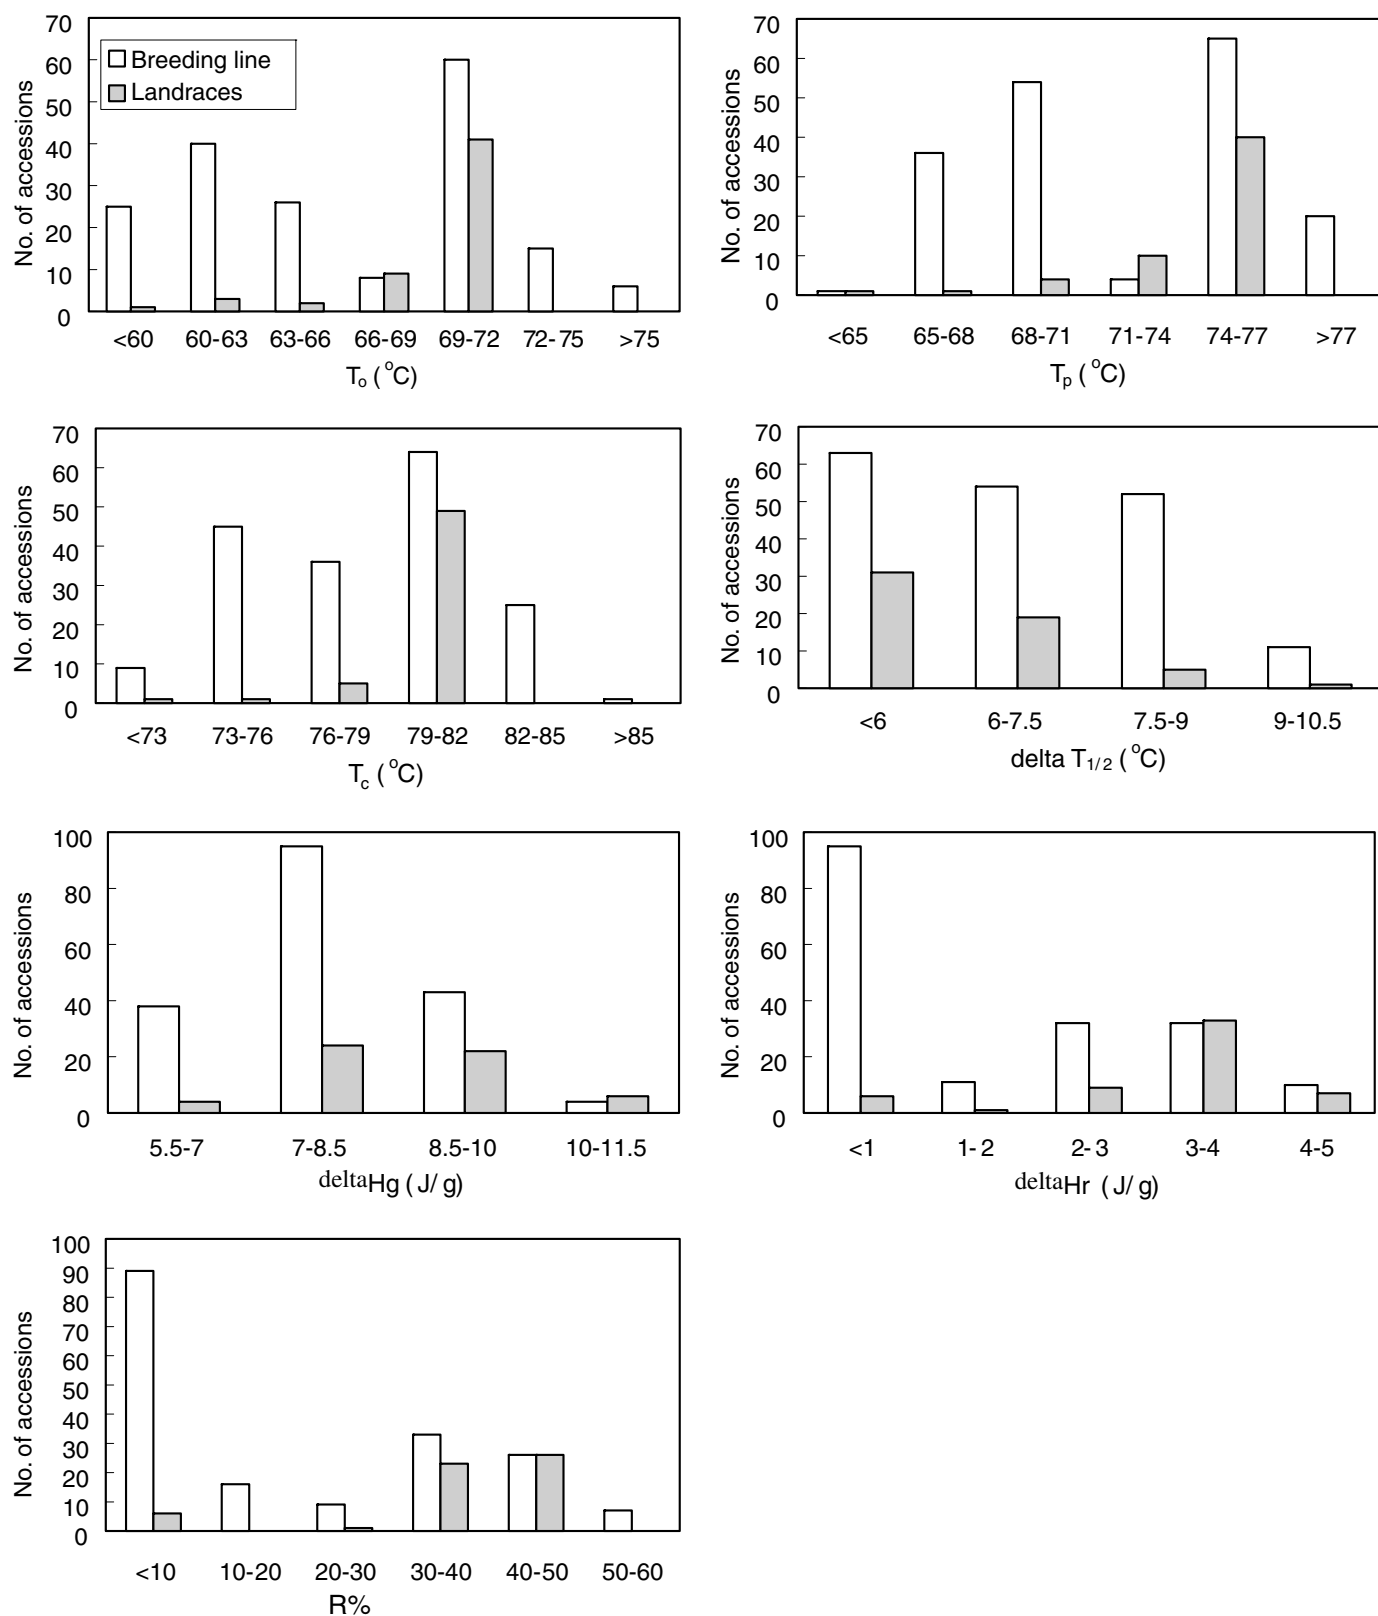 No. of accessions
70
60
50
40
30
20
10
0
Breeding line
Landraces
<60 60-63 63-66 66-69 69-72 72-75 >75
To ( °C)
No. of accessions
70
60
50
40
30
20
10
0
<65 65-68 68-71 71-74 74-77 >77
Tp ( °C)
No. of accessions
70
60
50
40
30
20
10
0
<73 73-76 76-79 79-82 82-85 >85
Tc ( °C)
No. of accessions
70
60
50
40
30
20
10
0
<6 6-7.5 7.5-9 9-10.5
delta T1/2 ( °C)
No. of accessions
100
80
60
40
20
0
5.5-7 7-8.5 8.5-10 10-11.5
deltaHg ( J/ g)
No. of accessions
100
80
60
40
20
0
<1 1- 2 2- 3 3-4 4-5
deltaHr ( J/ g)
No. of accessions
100
90
80
70
60
50
40
30
20
10
0
<10 10-20 20-30 30-40 40-50 50-60
R%